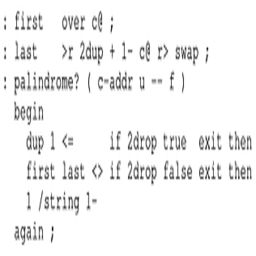 : first   over c@ ;
: last    >r 2dup + 1- c@ r> swap ;
: palindrome? ( c-addr u -- f )
  begin
    dup 1 <=      if 2drop true  exit then
    first last <> if 2drop false exit then
    1 /string 1-
  again ;